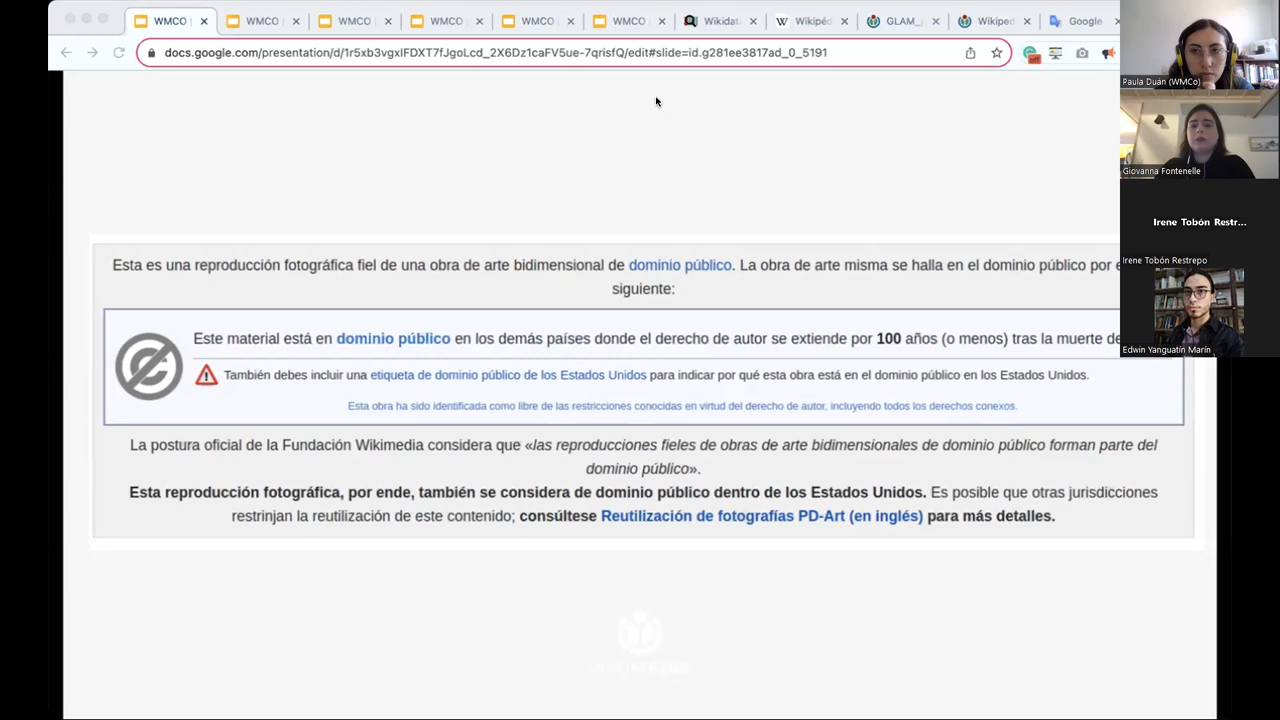 WMCO
WMCO
WMCO
WMCO
WMCO
WMCO
Wikidat
Wikipéd
GLAM_
Wikiped
Google
docs.google.com/presentation/d/1r5xb3vgxIFDXT7fJgoLcd_2X6Dz1caFV5ue-7qrisfQ/edit#slide=id.g281ee3817ad_0_5191
Paula Duán (WMCo)
Giovanna Fontenelle
Irene Tobón Restr...
Irene Tobón Restrepo
Edwin Yanguatín Marín
Esta es una reproducción fotográfica fiel de una obra de arte bidimensional de dominio público. La obra de arte misma se halla en el dominio público por
siguiente:
Este material está en dominio público en los demás países donde el derecho de autor se extiende por 100 años (o menos) tras la muerte de
También debes incluir una etiqueta de dominio público de los Estados Unidos para indicar por qué esta obra está en el dominio público en los Estados Unidos.
Esta obra ha sido identificada como libre de las restricciones conocidas en virtud del derecho de autor, incluyendo todos los derechos conexos.
La postura oficial de la Fundación Wikimedia considera que «las reproducciones fieles de obras de arte bidimensionales de dominio público forman parte del
dominio público».
Esta reproducción fotográfica, por ende, también se considera de dominio público dentro de los Estados Unidos. Es posible que otras jurisdicciones
restrinjan la reutilización de este contenido; consúltese Reutilización de fotografías PD-Art (en inglés) para más detalles.
WIKIMEDIA